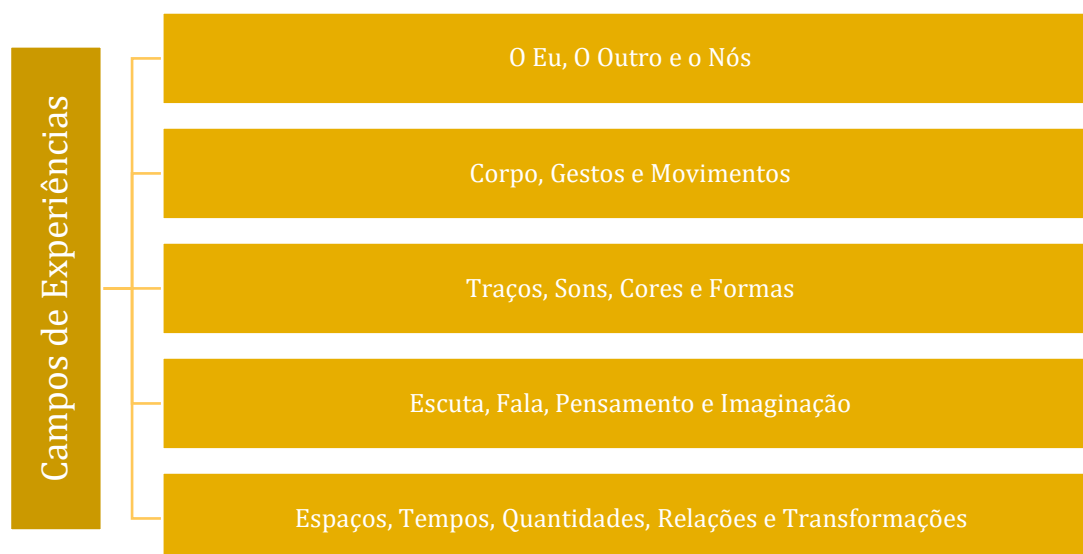 Campos de Experiências
O Eu, O Outro e o Nós
Corpo, Gestos e Movimentos
Traços, Sons, Cores e Formas
Escuta, Fala, Pensamento e Imaginação
Espaços, Tempos, Quantidades, Relações e Transformações